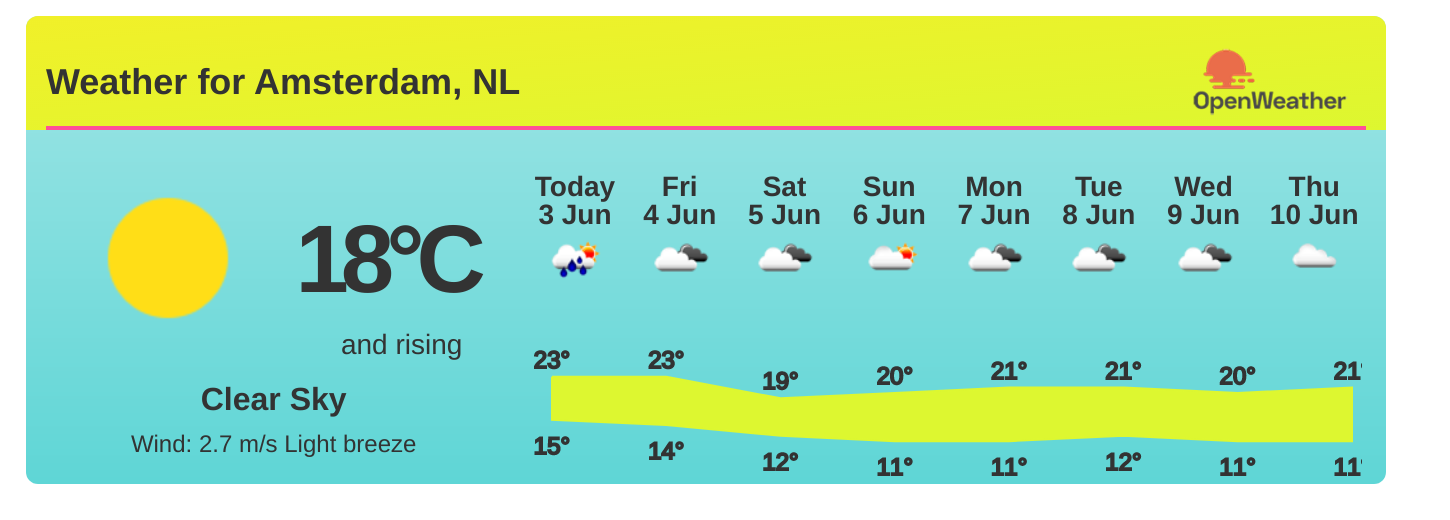 Weather for Amsterdam, NL
OpenWeather
18°C
and rising
Clear Sky
Wind: 2.7 m/s Light breeze
Today Fri Sat Sun Mon Tue Wed Thu
3 Jun 4 Jun 5 Jun 6 Jun 7 Jun 8 Jun 9 Jun 10 Jun
23° 23° 19° 20° 21° 21° 20° 21°
15° 14° 12° 11° 11° 12° 11° 11°